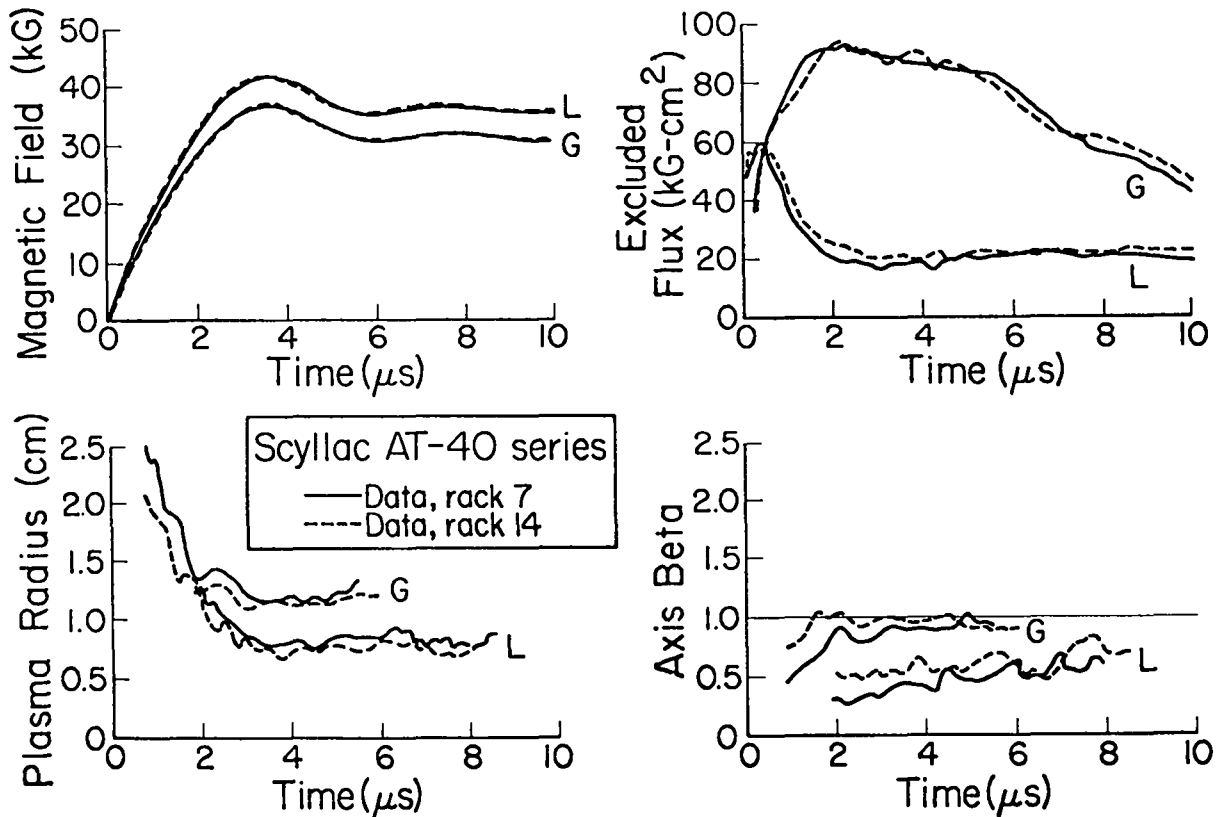 Magnetic Field (kG)
50
40
30
20
10
0
L
G
0 2 4 6 8 10
Time (μs)
Excluded
Flux (kG-cm²)
100
80
60
40
20
0
G
L
0 2 4 6 8 10
Time (μs)
Plasma Radius (cm)
2.5
2.0
1.5
1.0
0.5
0
Scyllac AT-40 series
Data, rack 7
Data, rack 14
G
L
0 2 4 6 8 10
Time (μs)
Axis Beta
2.5
2.0
1.5
1.0
0.5
0
G
L
0 2 4 6 8 10
Time (μs)